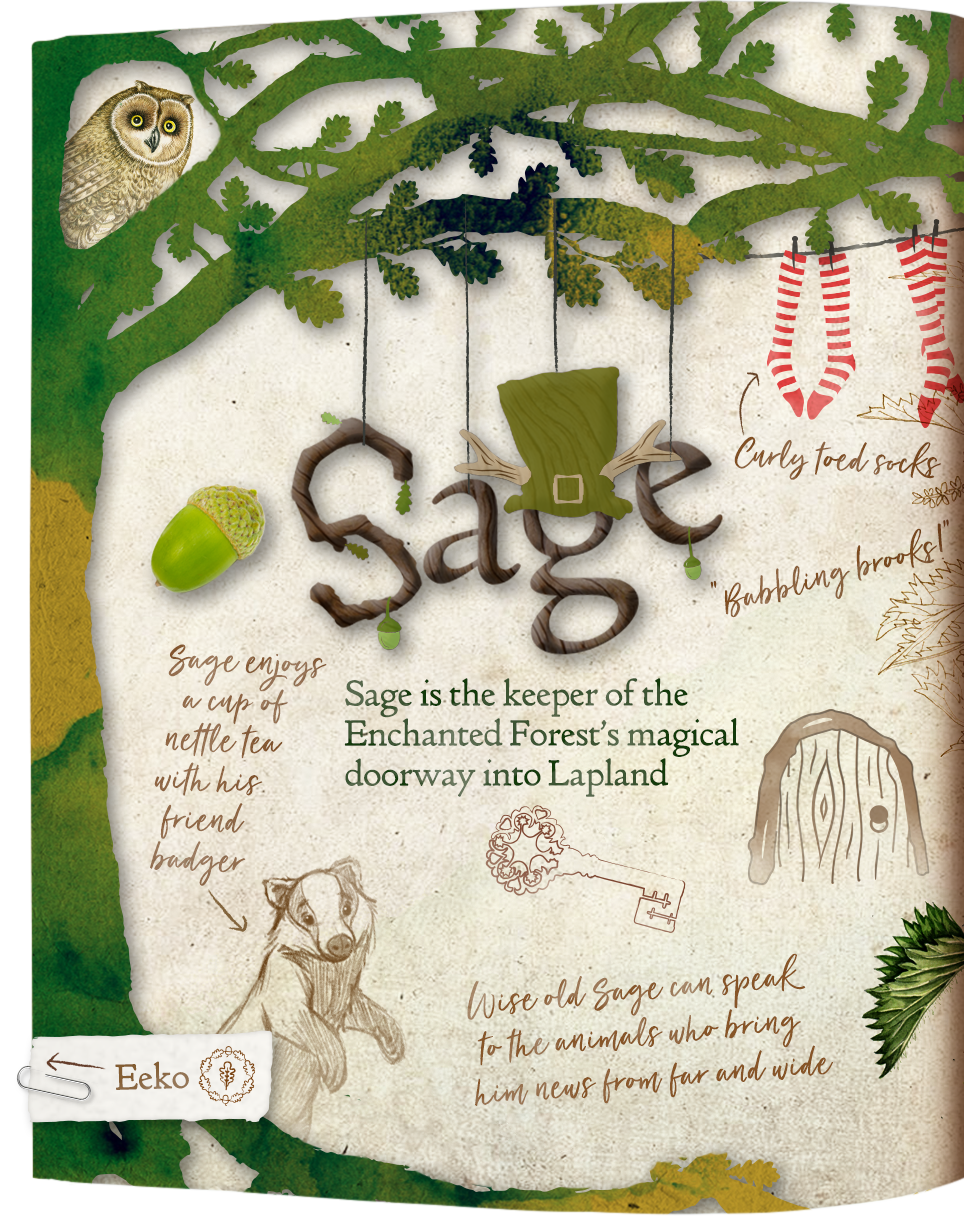 Sage
Curly toed socks
"Babbling brooks!"
Sage enjoys
a cup of
nettle tea
with his
friend
badger
Sage is the keeper of the
Enchanted Forest's magical
doorway into Lapland
Wise old Sage can speak
to the animals who bring
him news from far and wide
Eeko